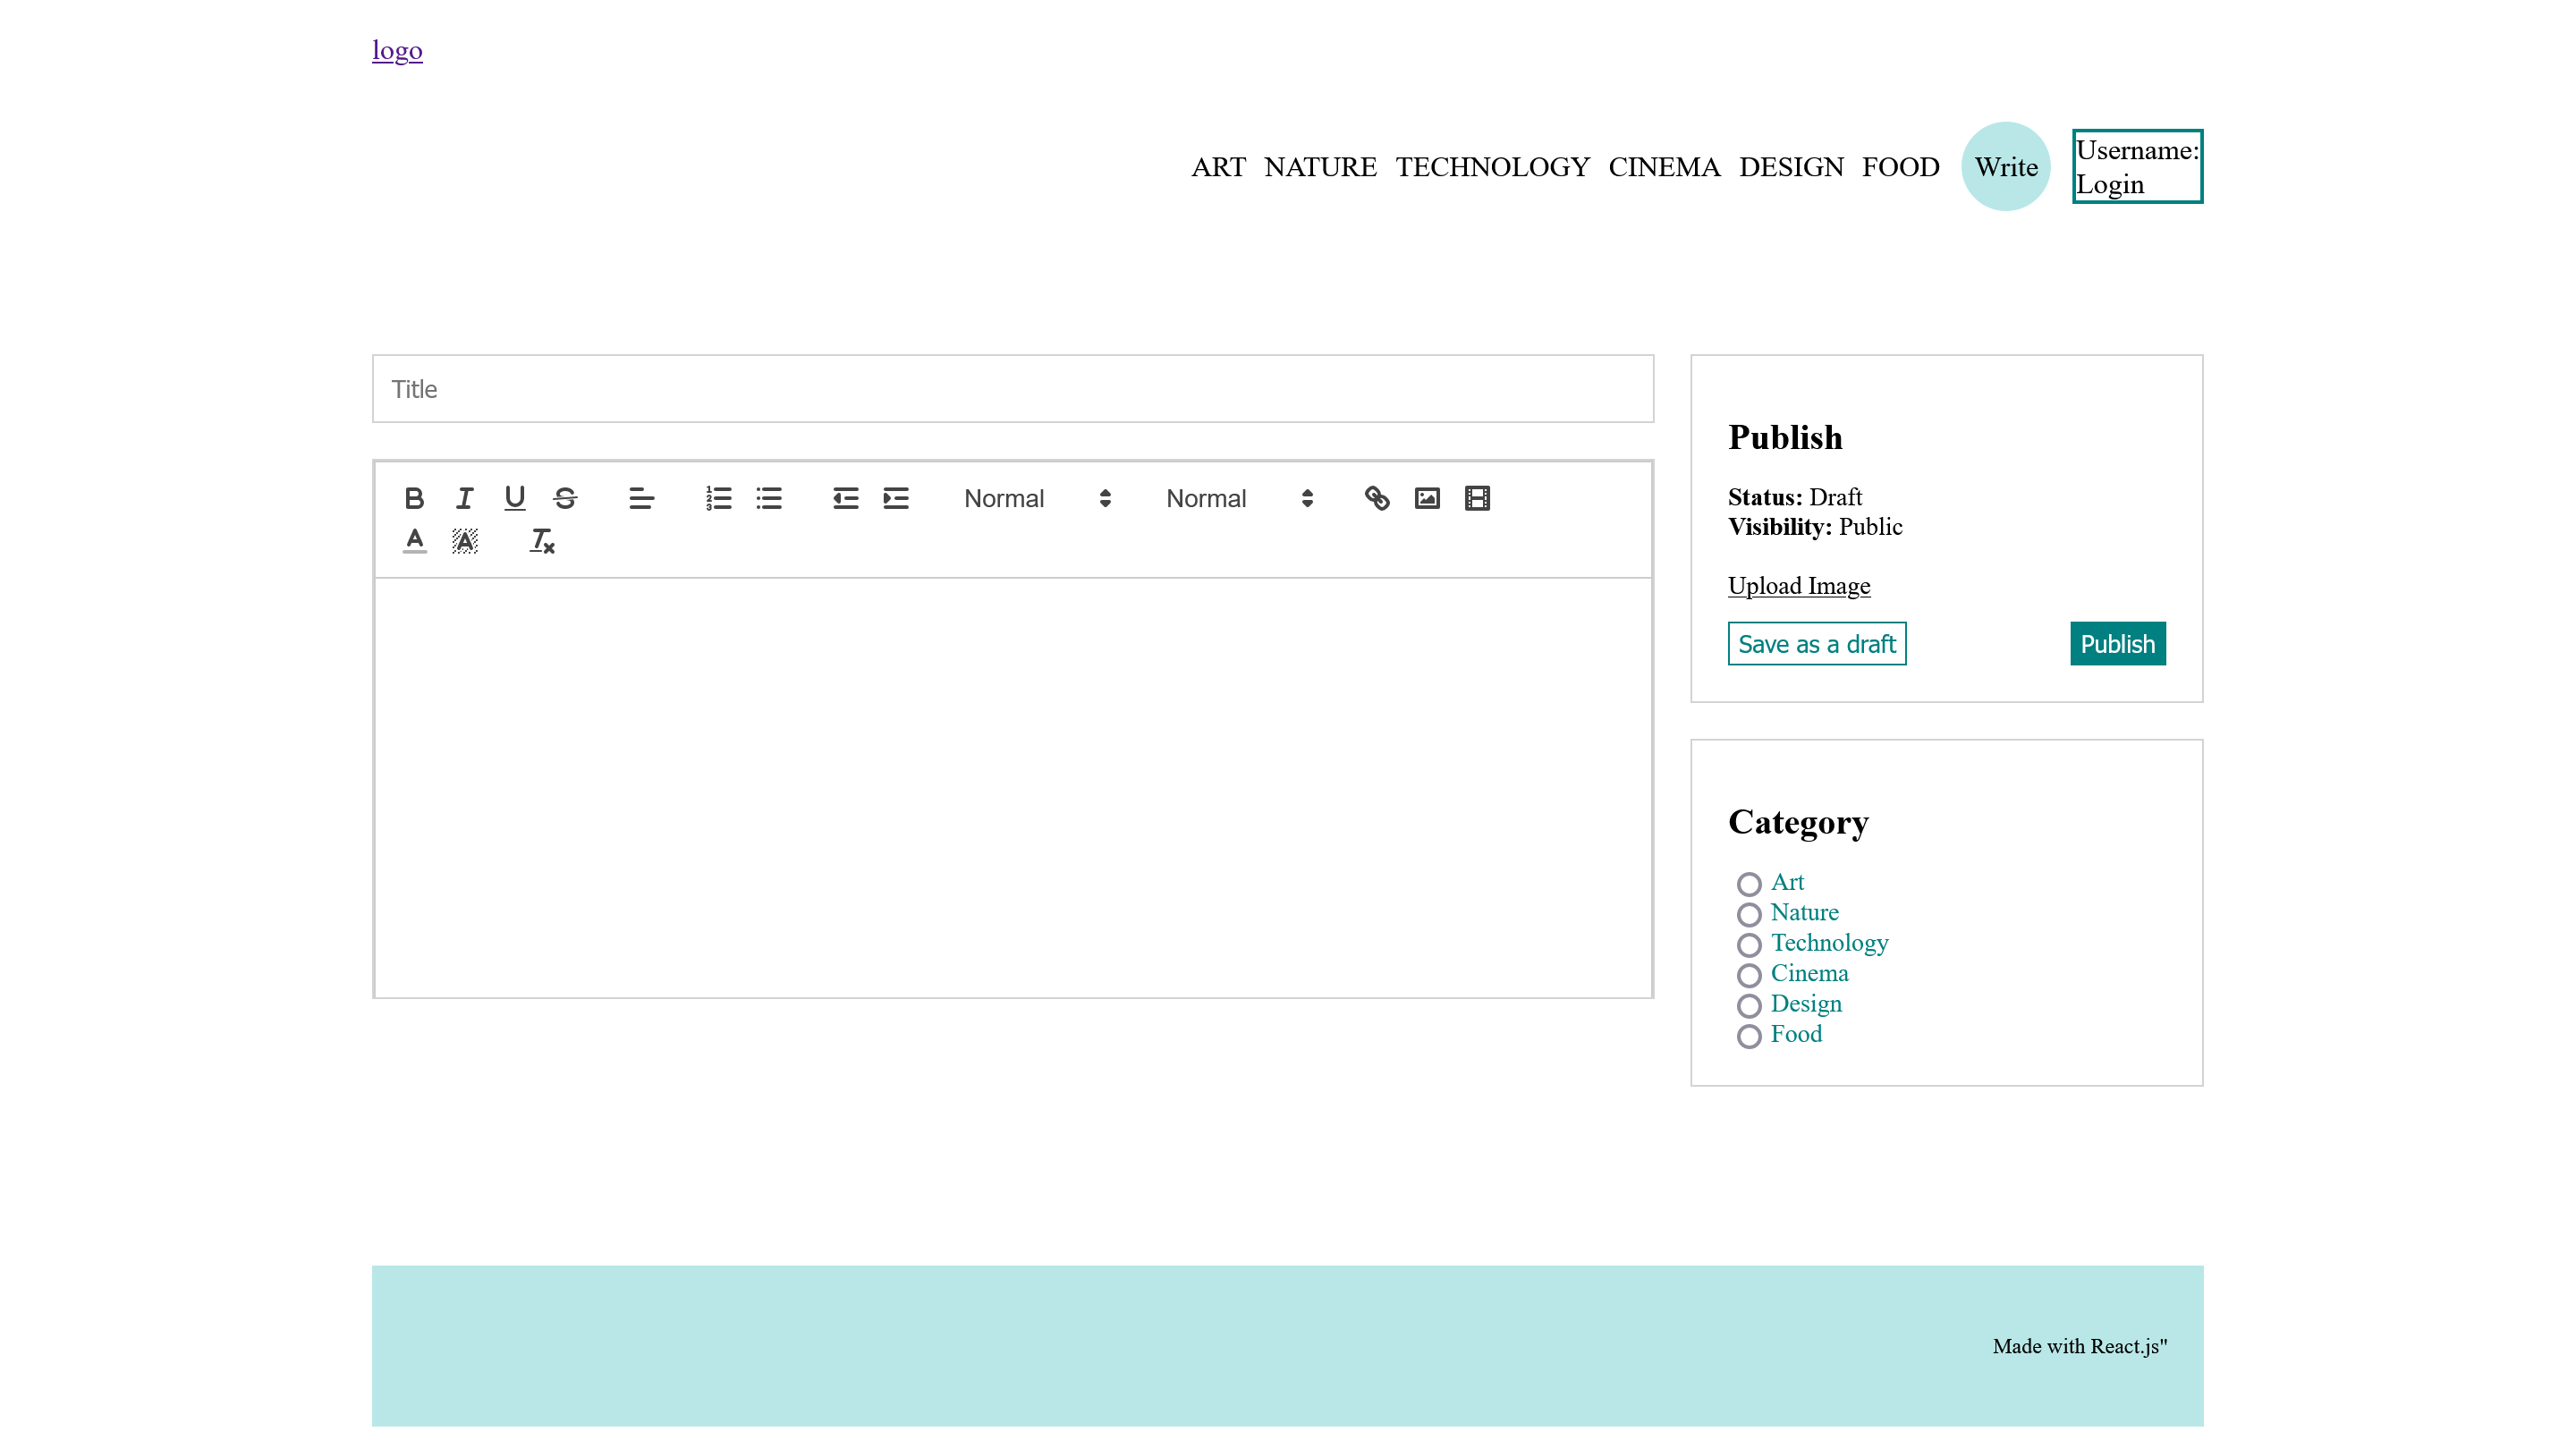 logo
ART NATURE TECHNOLOGY CINEMA DESIGN FOOD Write
Username:
Login
Title
Normal Normal
Publish
Status: Draft
Visibility: Public
Upload Image
Save as a draft Publish
Category
Art
Nature
Technology
Cinema
Design
Food
Made with React.js"